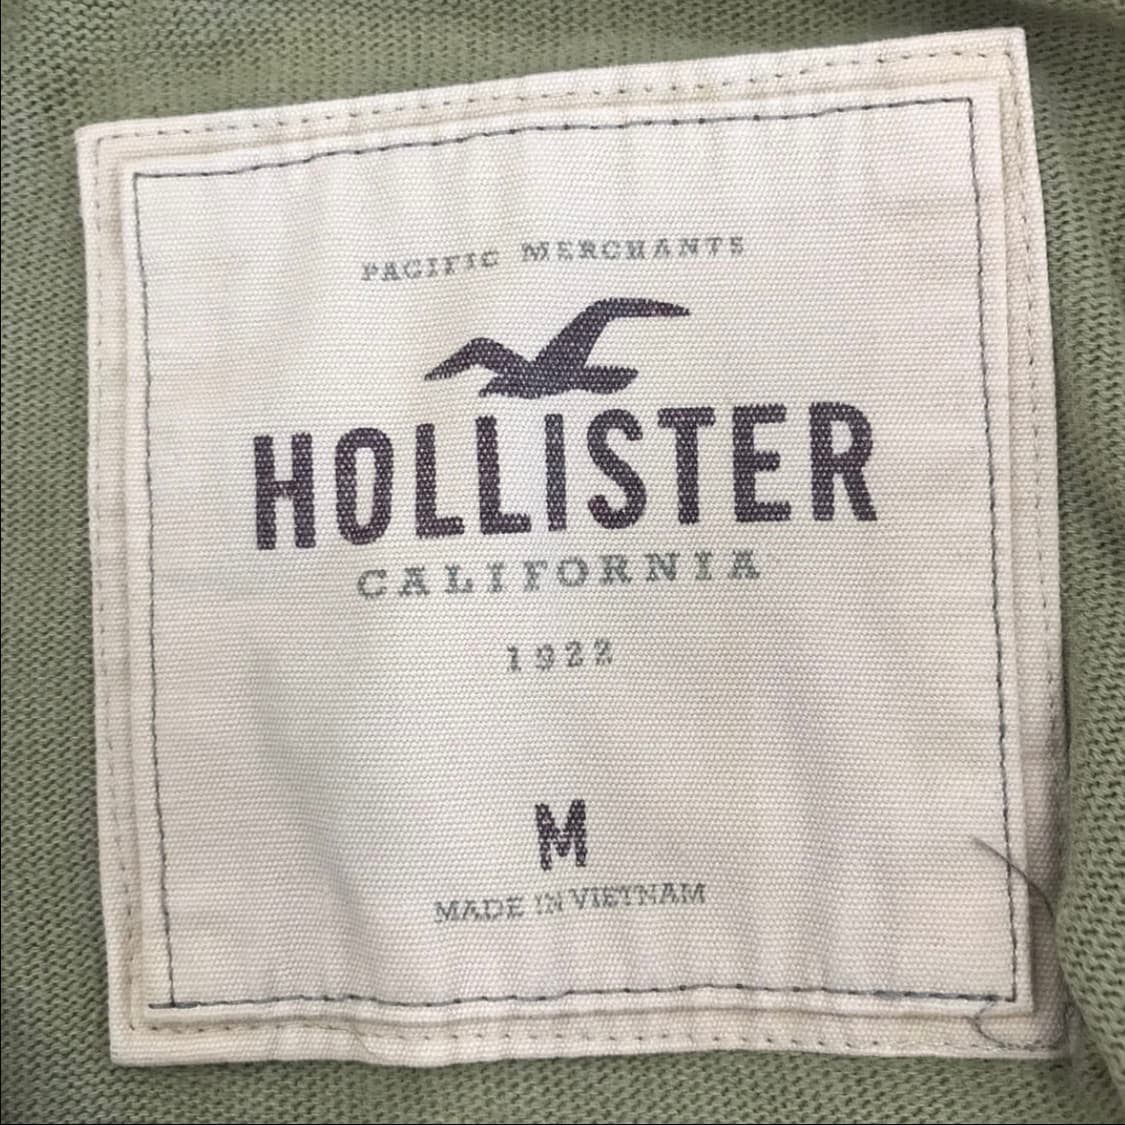 PACIFIC MERCHANTS
HOLLISTER
CALIFORNIA
1922
M
MADE IN VIETNAM